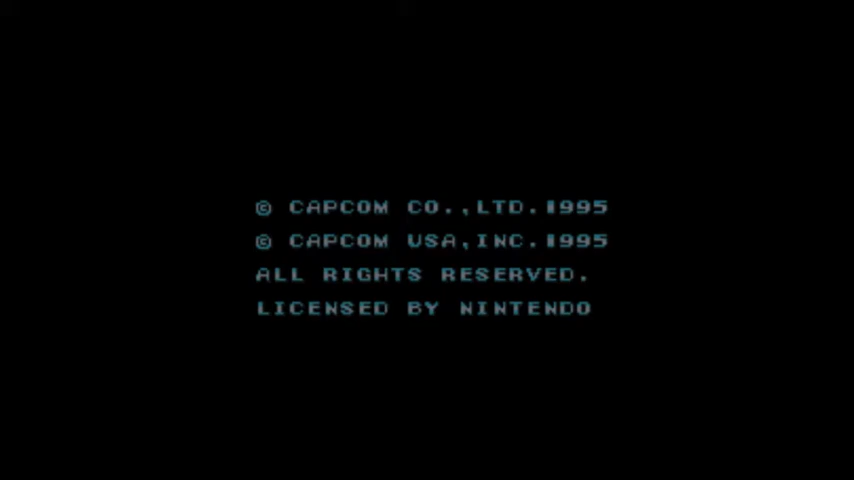 © CAPCOM CO.,LTD.1995
© CAPCOM USA,INC.1995
ALL RIGHTS RESERVED.
LICENSED BY NINTENDO